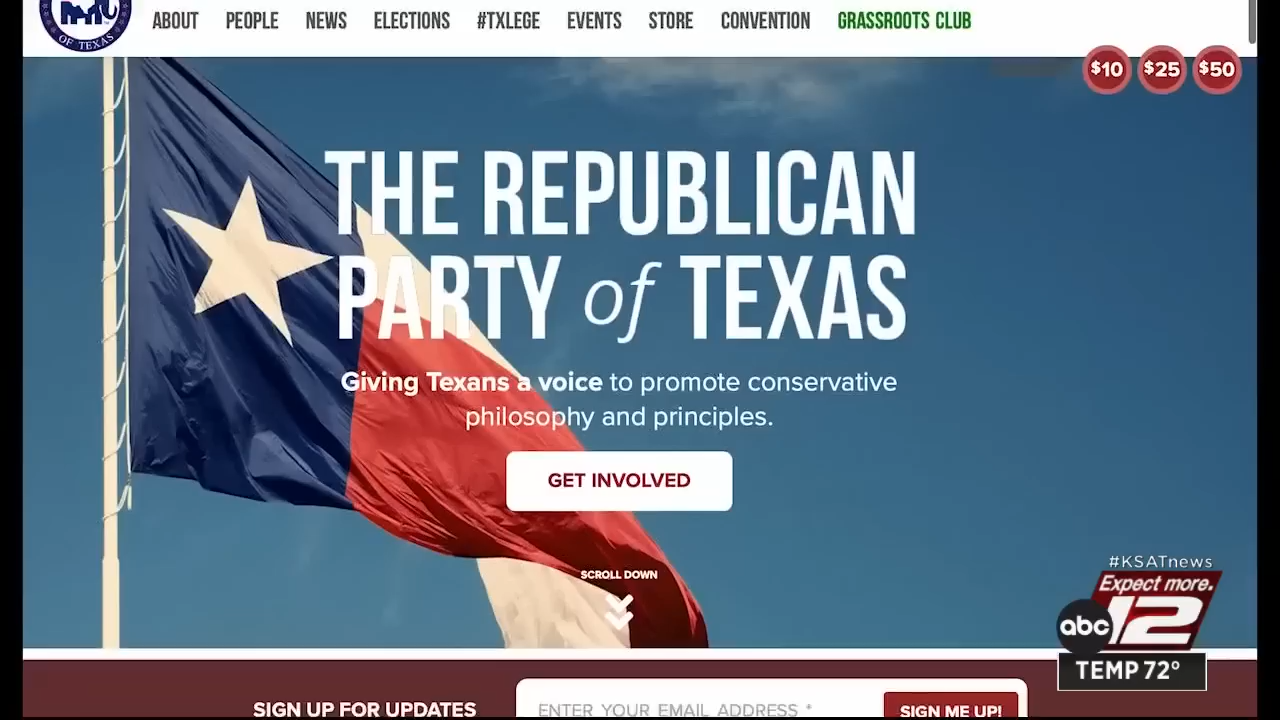 OF TEXAS
ABOUT PEOPLE NEWS ELECTIONS #TXLEGE EVENTS STORE CONVENTION GRASSROOTS CLUB
$10 $25 $50
THE REPUBLICAN
PARTY of TEXAS
Giving Texans a voice to promote conservative
philosophy and principles.
GET INVOLVED
SCROLL DOWN
#KSATnews
Expect more.
abc 12
TEMP 72°
SIGN UP FOR UPDATES
ENTER YOUR EMAIL ADDRESS *
SIGN ME UP!